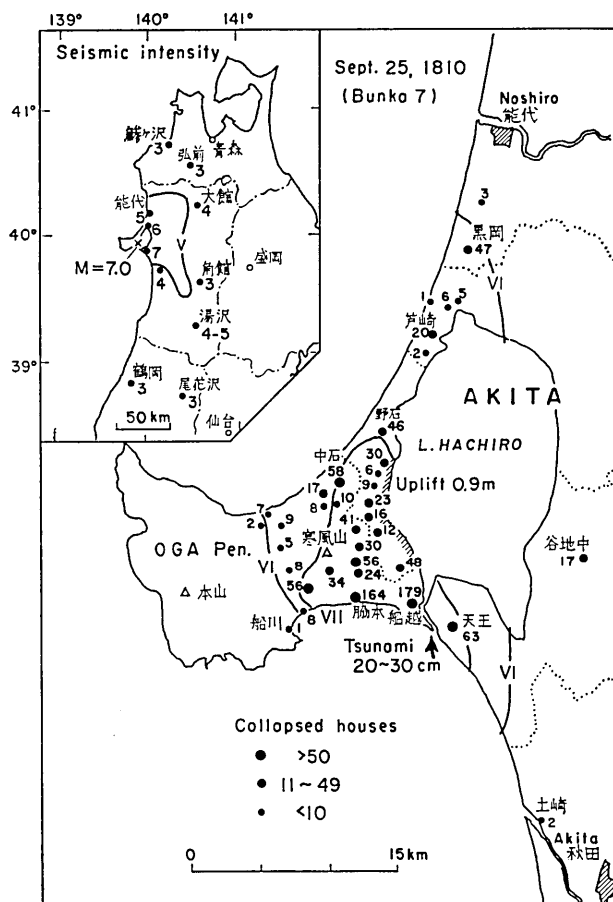 139° 140° 141°
Seismic intensity
41°
40°
39°
鰺ケ沢
3
弘前
3
青森
能代
5
6
大館
4
V
M=7.0
7
4
角館
3
盛岡
湯沢
4-5
鶴岡
3
尾花沢
3
50 km
仙台
Sept. 25, 1810
(Bunka 7)
Noshiro
能代
3
黒岡
47
VI
1
6
5
芦崎
20
2
AKITA
野石
46
L. HACHIRO
中石
58
30
6
Uplift 0.9m
17
9
8
10
23
16
7
2
9
41
12
寒風山
5
30
OGA Pen.
56
48
谷地中
17
VI
8
34
24
本山
56
164
179
8
VII
脇本
船越
船川
1
天王
63
Tsunami
20~30 cm
VI
Collapsed houses
>50
11~49
<10
土崎
2
Akita
秋田
0 15km